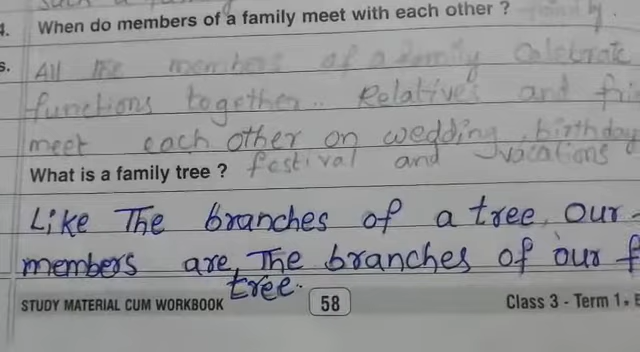 4. When do members of a family meet with each other ?
s. All the members of a family Celebrate
functions together.. Relatives and
meet each other on wedding, birthday
festival and vacations
What is a family tree ?
Like The branches of a tree, our
members are, The branches of our f
tree.
STUDY MATERIAL CUM WORKBOOK 58 Class 3 - Term 1,